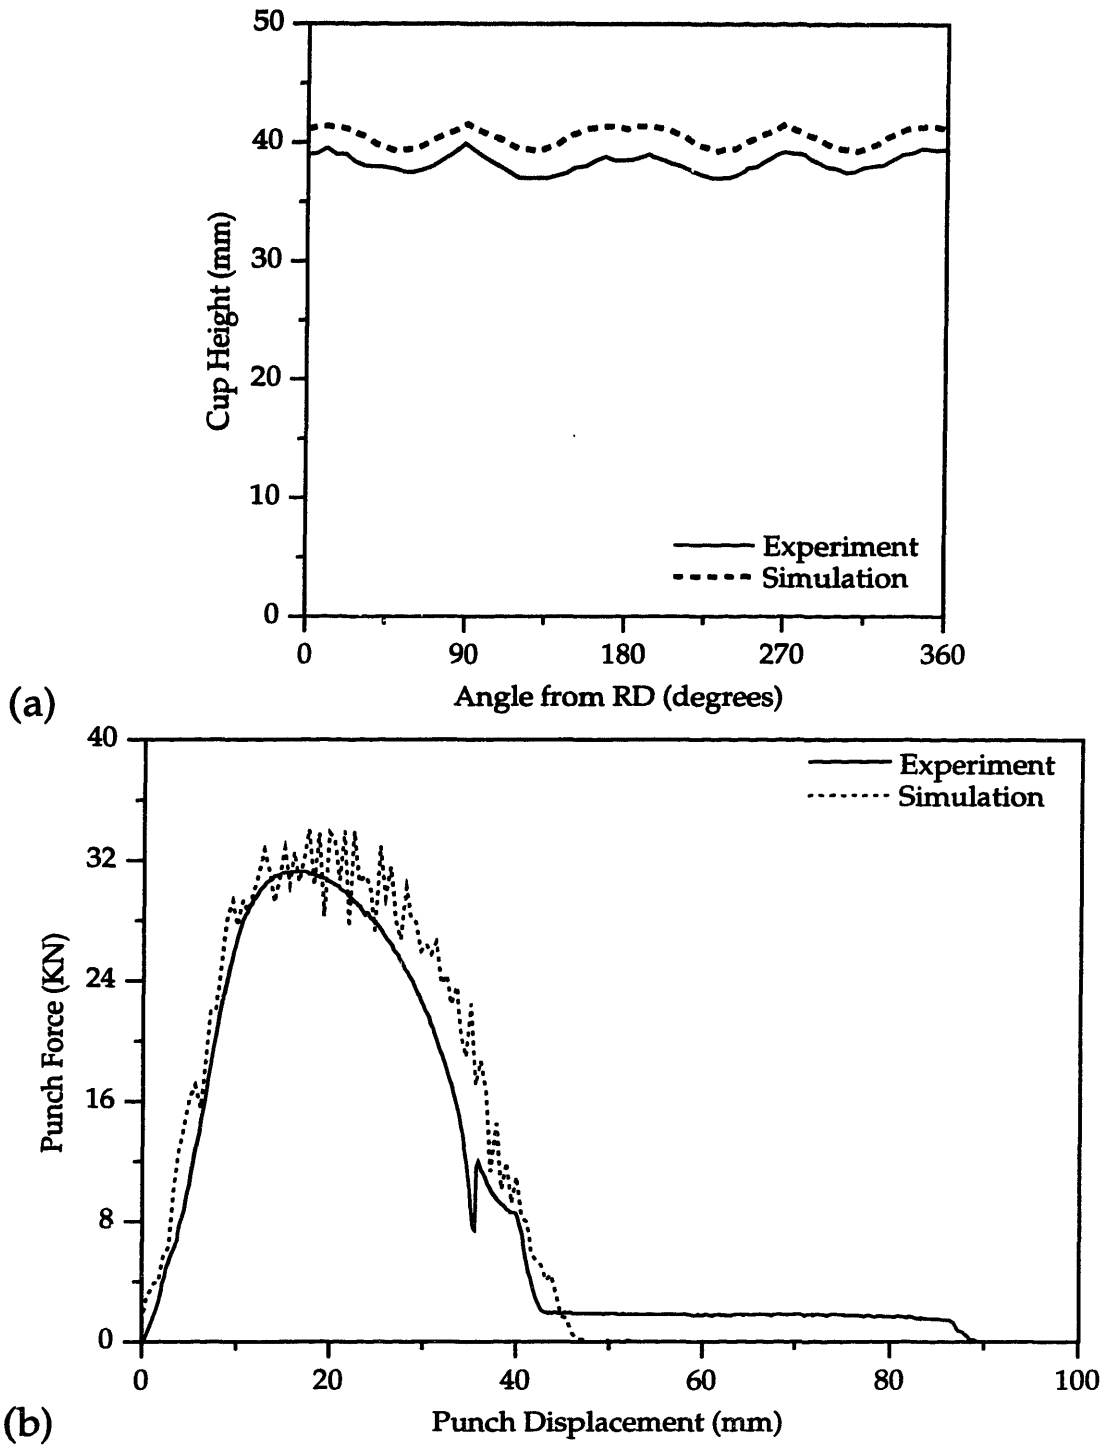 (a)
50
40
30
20
10
0
Cup Height (mm)
Experiment
Simulation
0 90 180 270 360
Angle from RD (degrees)
40
32
24
16
8
0
Punch Force (KN)
Experiment
Simulation
0 20 40 60 80 100
Punch Displacement (mm)
(b)